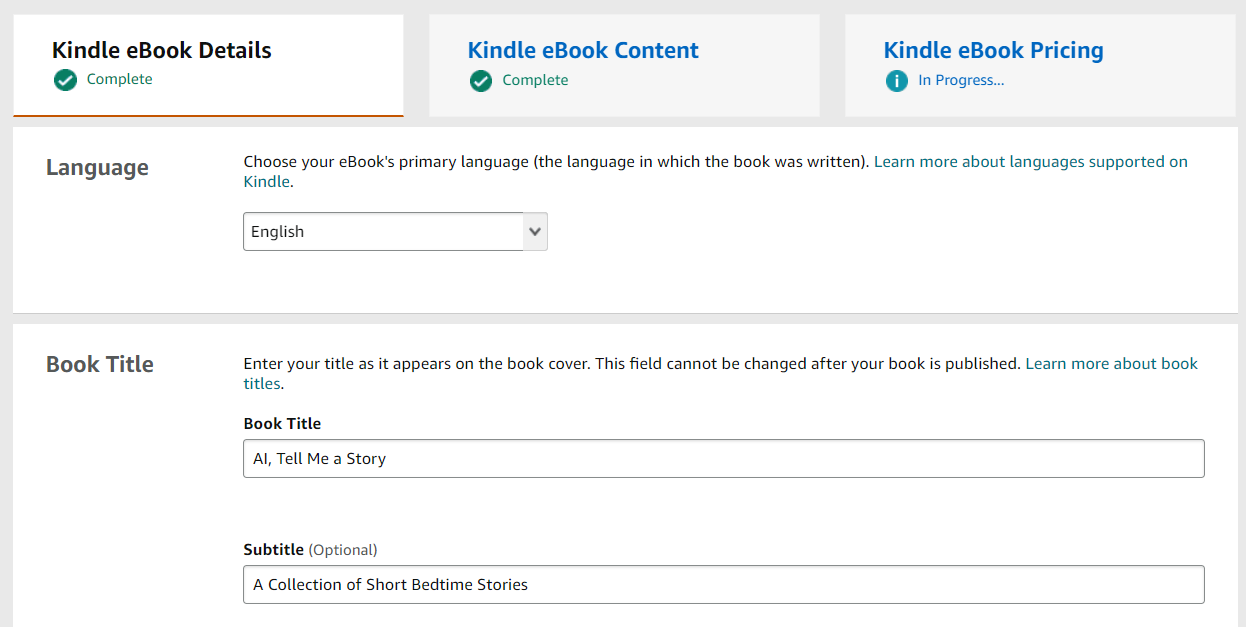 Kindle eBook Details
Complete
Kindle eBook Content
Complete
Kindle eBook Pricing
In Progress...
Language
Choose your eBook's primary language (the language in which the book was written). Learn more about languages supported on
Kindle.
English
Book Title
Enter your title as it appears on the book cover. This field cannot be changed after your book is published. Learn more about book
titles.
Book Title
AI, Tell Me a Story
Subtitle (Optional)
A Collection of Short Bedtime Stories